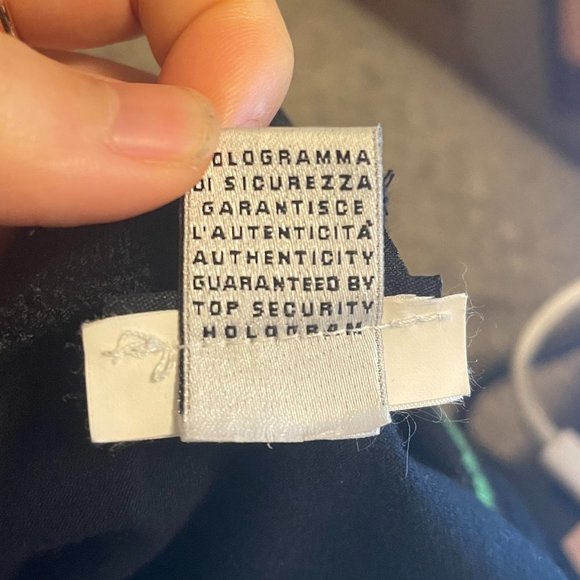 OLOGRAMMA
DI SICUREZZA
GARANTISCE
L'AUTENTICITÀ
AUTHENTICITY
GUARANTEED BY
TOP SECURITY
HOLOGRAM